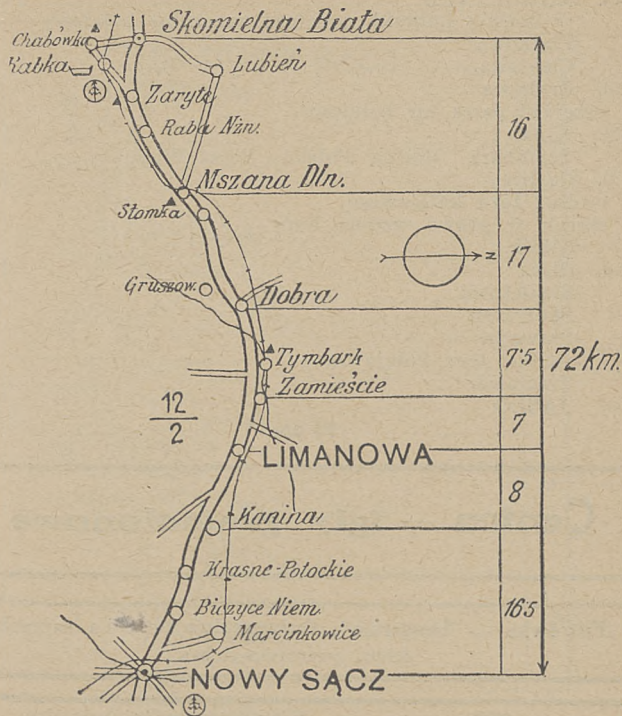 Skomielna Biała
Chabówka
Rabka
Lubień
Zaryte
Raba Niżn.
16
Mszana Dln.
Słomka
17
N
Gruszow.
Dobra
Tymbark
7·5
72 km.
Zamieście
12
2
7
LIMANOWA
8
Kanina
Krasne-Potockie
Biczyce Niem.
16·5
Marcinkowice
NOWY SĄCZ